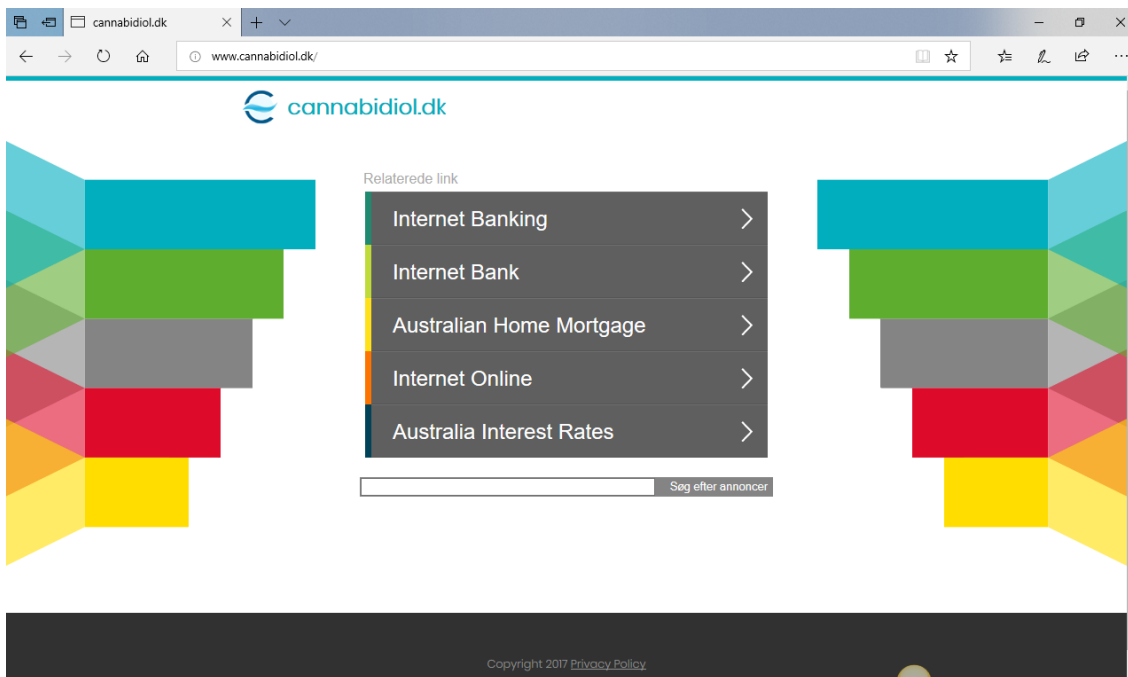 cannabidiol.dk
www.cannabidiol.dk/
cannabidiol.dk
Relaterede link
Internet Banking
Internet Bank
Australian Home Mortgage
Internet Online
Australia Interest Rates
Søg efter annoncer
Copyright 2017 Privacy Policy